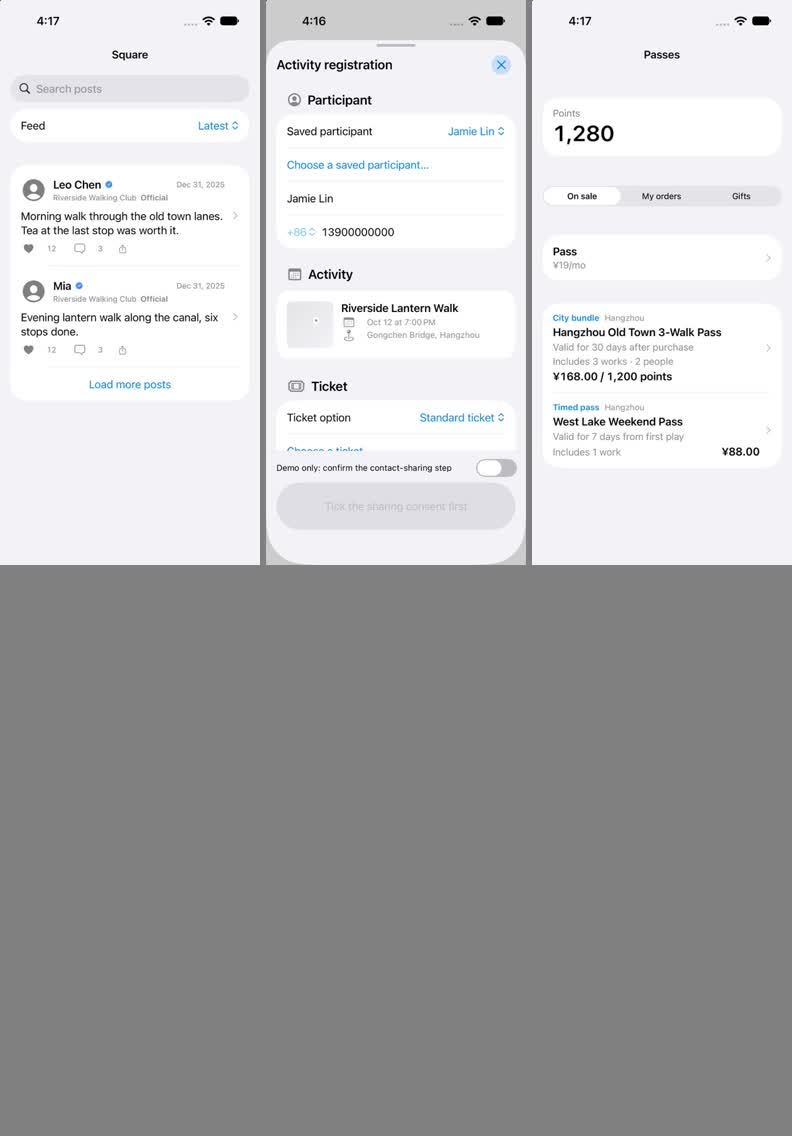 4:17
Square
Search posts
Feed
Latest
Leo Chen
Dec 31, 2025
Riverside Walking Club Official
Morning walk through the old town lanes.
Tea at the last stop was worth it.
12
3
Mia
Dec 31, 2025
Riverside Walking Club Official
Evening lantern walk along the canal, six
stops done.
12
3
Load more posts
4:16
Activity registration
Participant
Saved participant
Jamie Lin
Choose a saved participant...
Jamie Lin
+86
13900000000
Activity
Riverside Lantern Walk
Oct 12 at 7:00 PM
Gongchen Bridge, Hangzhou
Ticket
Ticket option
Standard ticket
Choose a ticket
Demo only: confirm the contact-sharing step
Tick the sharing consent first
4:17
Passes
Points
1,280
On sale
My orders
Gifts
Pass
¥19/mo
City bundle Hangzhou
Hangzhou Old Town 3-Walk Pass
Valid for 30 days after purchase
Includes 3 works · 2 people
¥168.00 / 1,200 points
Timed pass Hangzhou
West Lake Weekend Pass
Valid for 7 days from first play
Includes 1 work
¥88.00